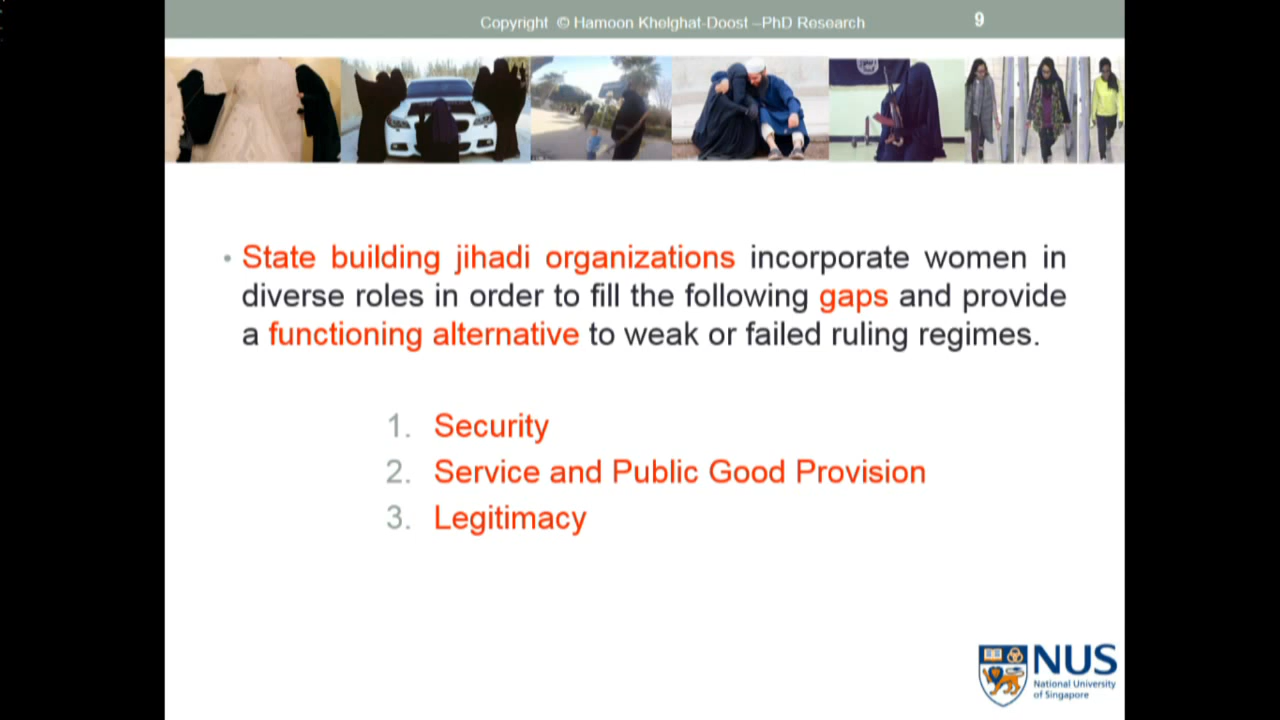 Copyright © Hamoon Khelghat-Doost –PhD Research
9
• State building jihadi organizations incorporate women in
diverse roles in order to fill the following gaps and provide
a functioning alternative to weak or failed ruling regimes.
1. Security
2. Service and Public Good Provision
3. Legitimacy
NUS
National University
of Singapore